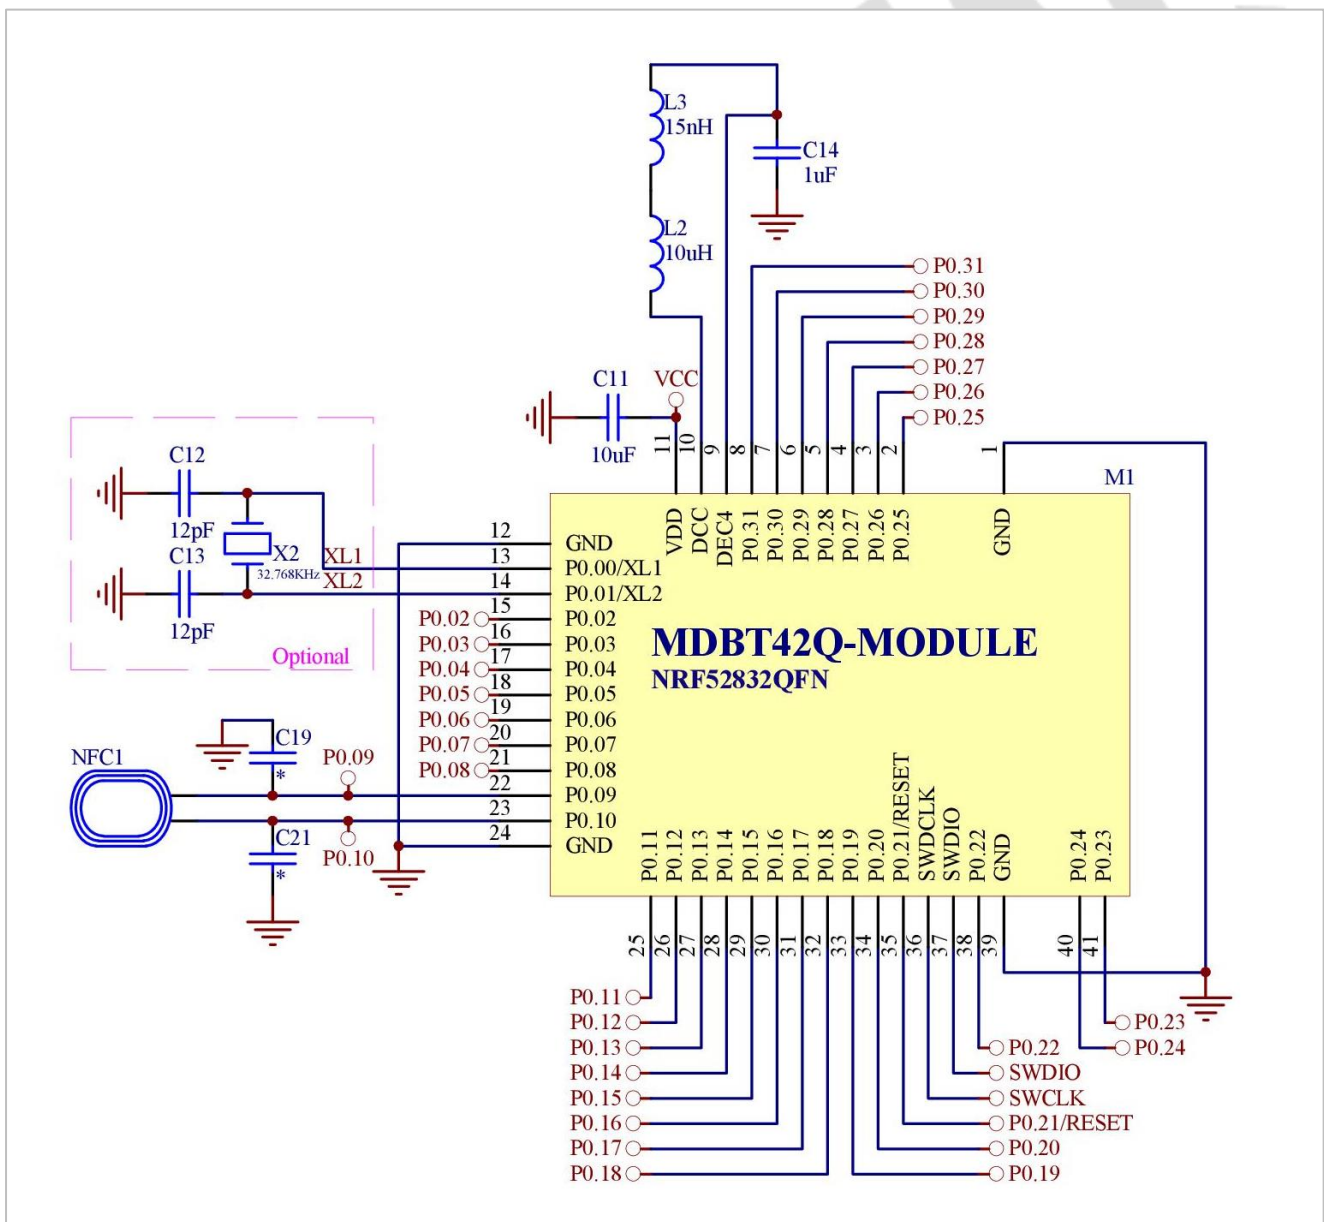 L3
15nH
C14
1uF
L2
10uH
P0.31
P0.30
P0.29
P0.28
P0.27
P0.26
P0.25
C11
10uF
VCC
11
10
9
8
7
6
5
4
3
2
1
M1
VDD
DCC
DEC4
P0.31
P0.30
P0.29
P0.28
P0.27
P0.26
P0.25
GND
C12
12pF
C13
12pF
X2
32.768KHz
XL1
XL2
Optional
12 GND
13 P0.00/XL1
14 P0.01/XL2
P0.02 15 P0.02
P0.03 16 P0.03
P0.04 17 P0.04
P0.05 18 P0.05
P0.06 19 P0.06
P0.07 20 P0.07
P0.08 21 P0.08
22 P0.09
23 P0.10
24 GND
MDBT42Q-MODULE
NRF52832QFN
NFC1
C19
*
P0.09
C21
*
P0.10
P0.11
P0.12
P0.13
P0.14
P0.15
P0.16
P0.17
P0.18
P0.19
P0.20
P0.21/RESET
SWDCLK
SWDIO
P0.22
GND
P0.24
P0.23
25
26
27
28
29
30
31
32
33
34
35
36
37
38
39
40
41
P0.11
P0.12
P0.13
P0.14
P0.15
P0.16
P0.17
P0.18
P0.23
P0.24
P0.22
SWDIO
SWCLK
P0.21/RESET
P0.20
P0.19